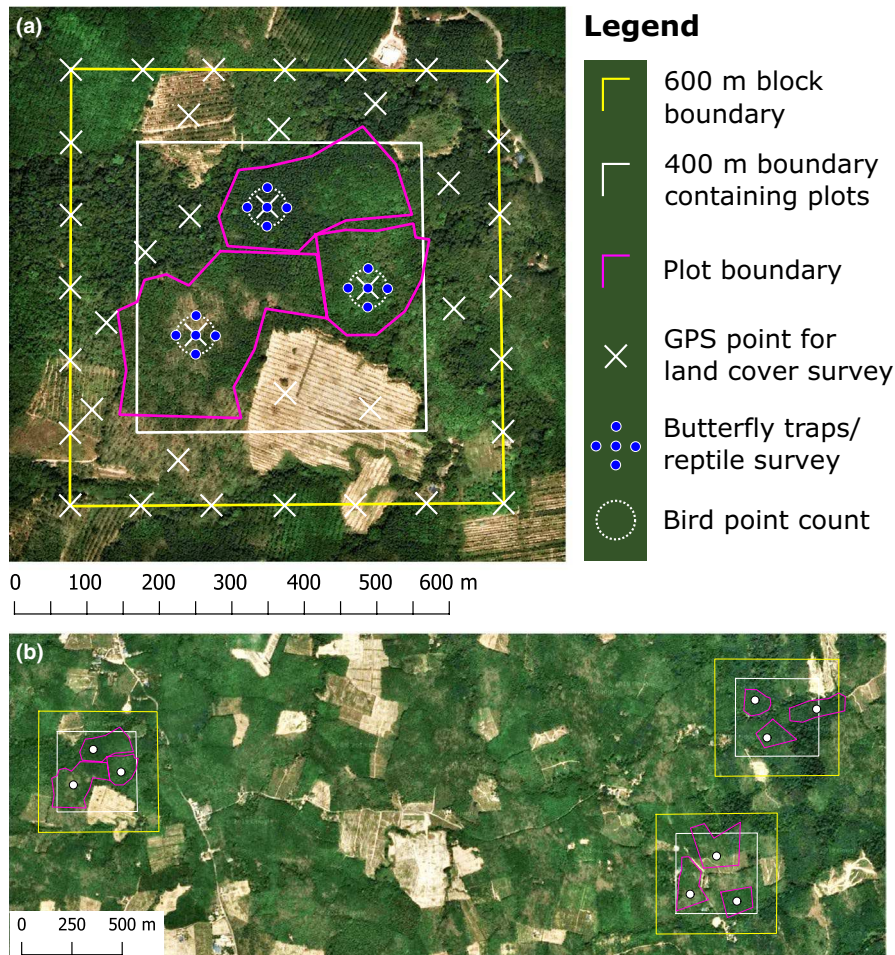 (a)
Legend
600 m block
boundary
400 m boundary
containing plots
Plot boundary
GPS point for
land cover survey
Butterfly traps/
reptile survey
Bird point count
0 100 200 300 400 500 600 m
(b)
0 250 500 m